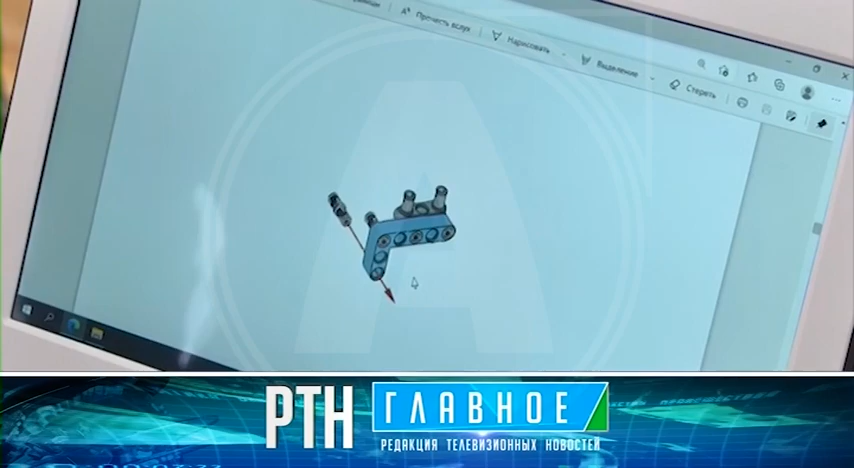 Прочесть вслух
Нарисовать
Выделение
Стереть
A
РТН
ГЛАВНОЕ
РЕДАКЦИЯ ТЕЛЕВИЗИОННЫХ НОВОСТЕЙ